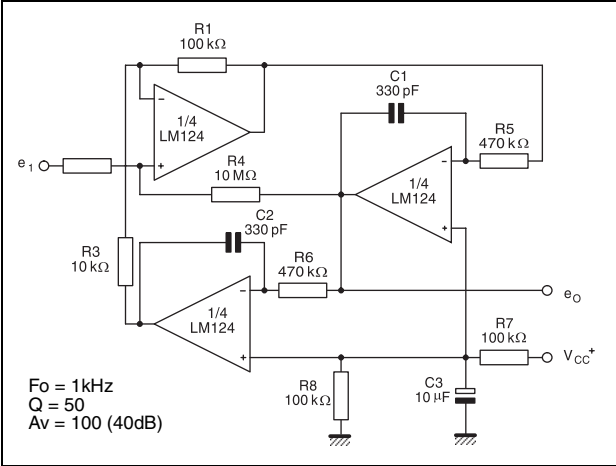 R1
100 kΩ
C1
330 pF
R5
470 kΩ
1/4
LM124
e1
R4
10 MΩ
1/4
LM124
C2
330 pF
R3
10 kΩ
R6
470 kΩ
1/4
LM124
eO
R7
100 kΩ
VCC+
R8
100 kΩ
C3
10 µF
Fo = 1kHz
Q = 50
Av = 100 (40dB)
-
+
-
+
-
+